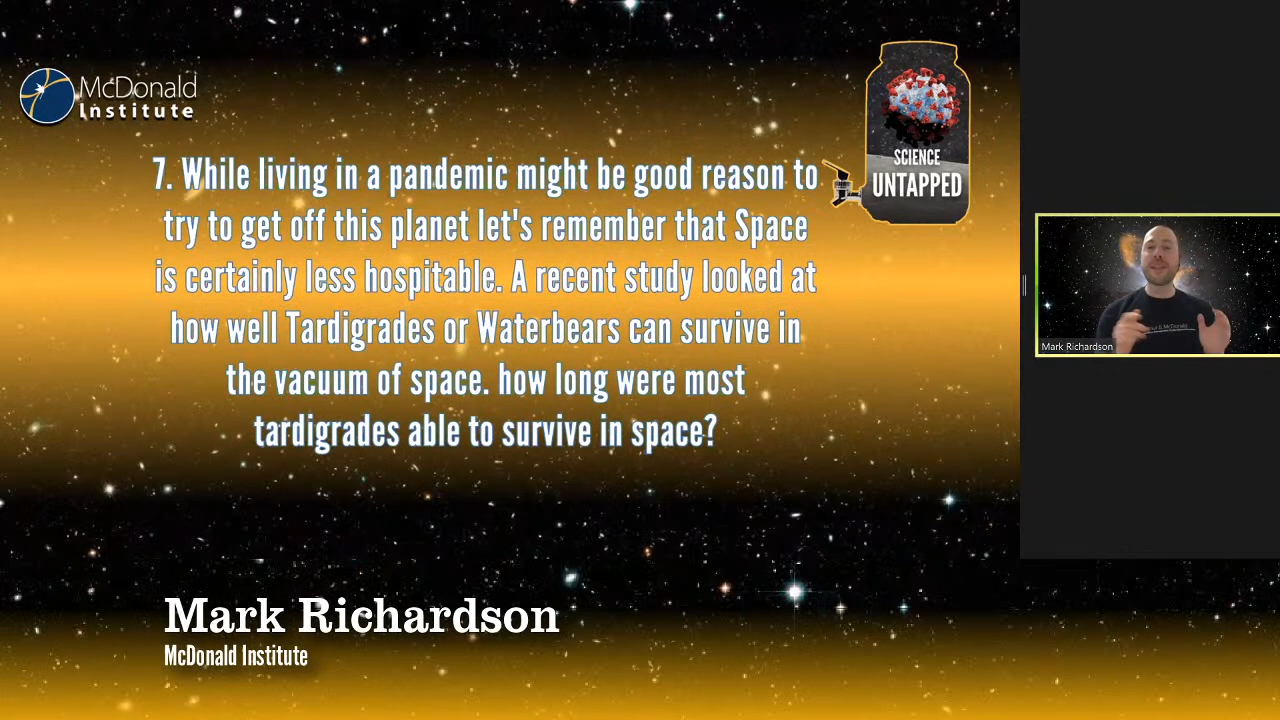 McDonald
Institute
SCIENCE
UNTAPPED
7. While living in a pandemic might be good reason to
try to get off this planet let's remember that Space
is certainly less hospitable. A recent study looked at
how well Tardigrades or Waterbears can survive in
the vacuum of space. how long were most
tardigrades able to survive in space?
Mark Richardson
Mark Richardson
McDonald Institute